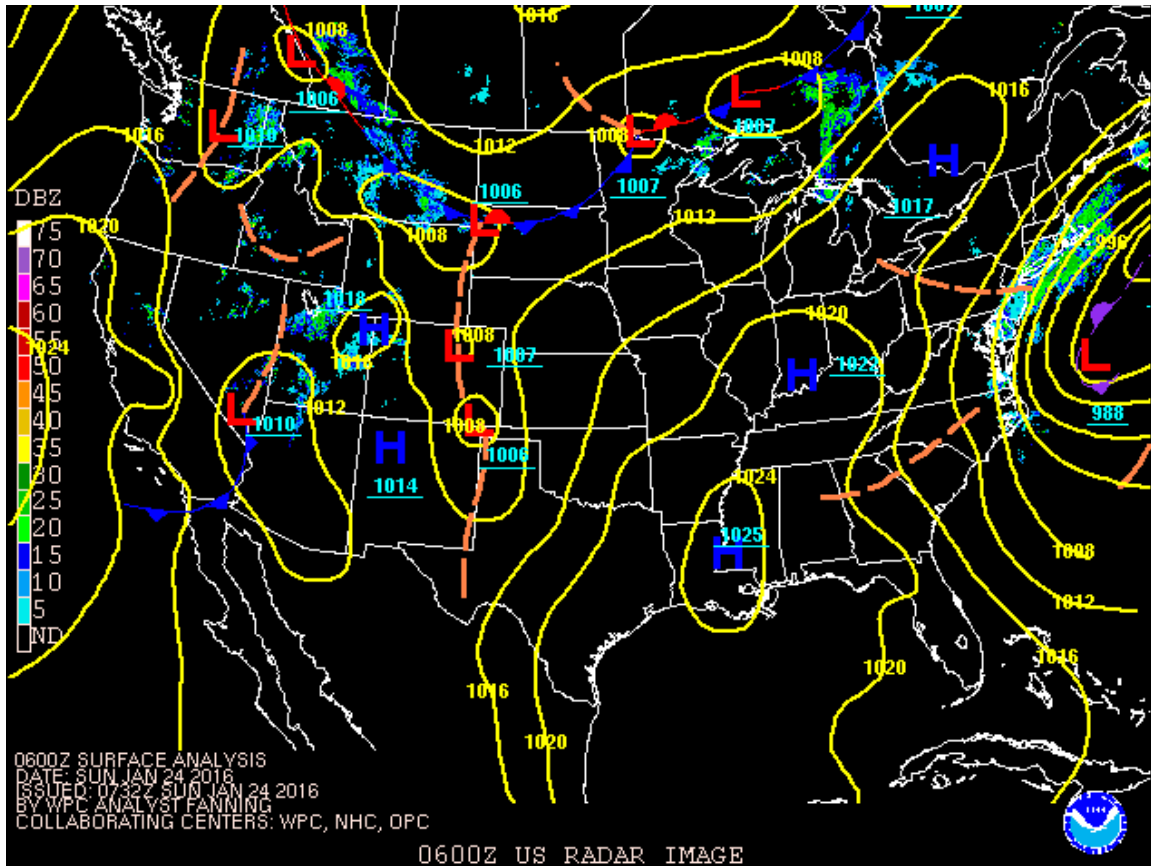 1016
1007
1008
1006
1008
1016
1016
1010
1007
1008
1012
1007
1006
1017
DBZ
75
70
65
60
55
50
45
40
35
30
25
20
15
10
5
ND
1020
1008
1012
996
1018
H
1020
1024
1016
1008
1007
H
1022
L
L
1012
1010
1008
L
988
1006
H
1014
1024
1025
H
1008
1012
1016
1020
1016
1020
0600Z SURFACE ANALYSIS
DATE: SUN JAN 24 2016
ISSUED: 0732Z SUN JAN 24 2016
BY WPC ANALYST FANNING
COLLABORATING CENTERS: WPC, NHC, OPC
0600Z US RADAR IMAGE
L
L
L
L
L
L
H